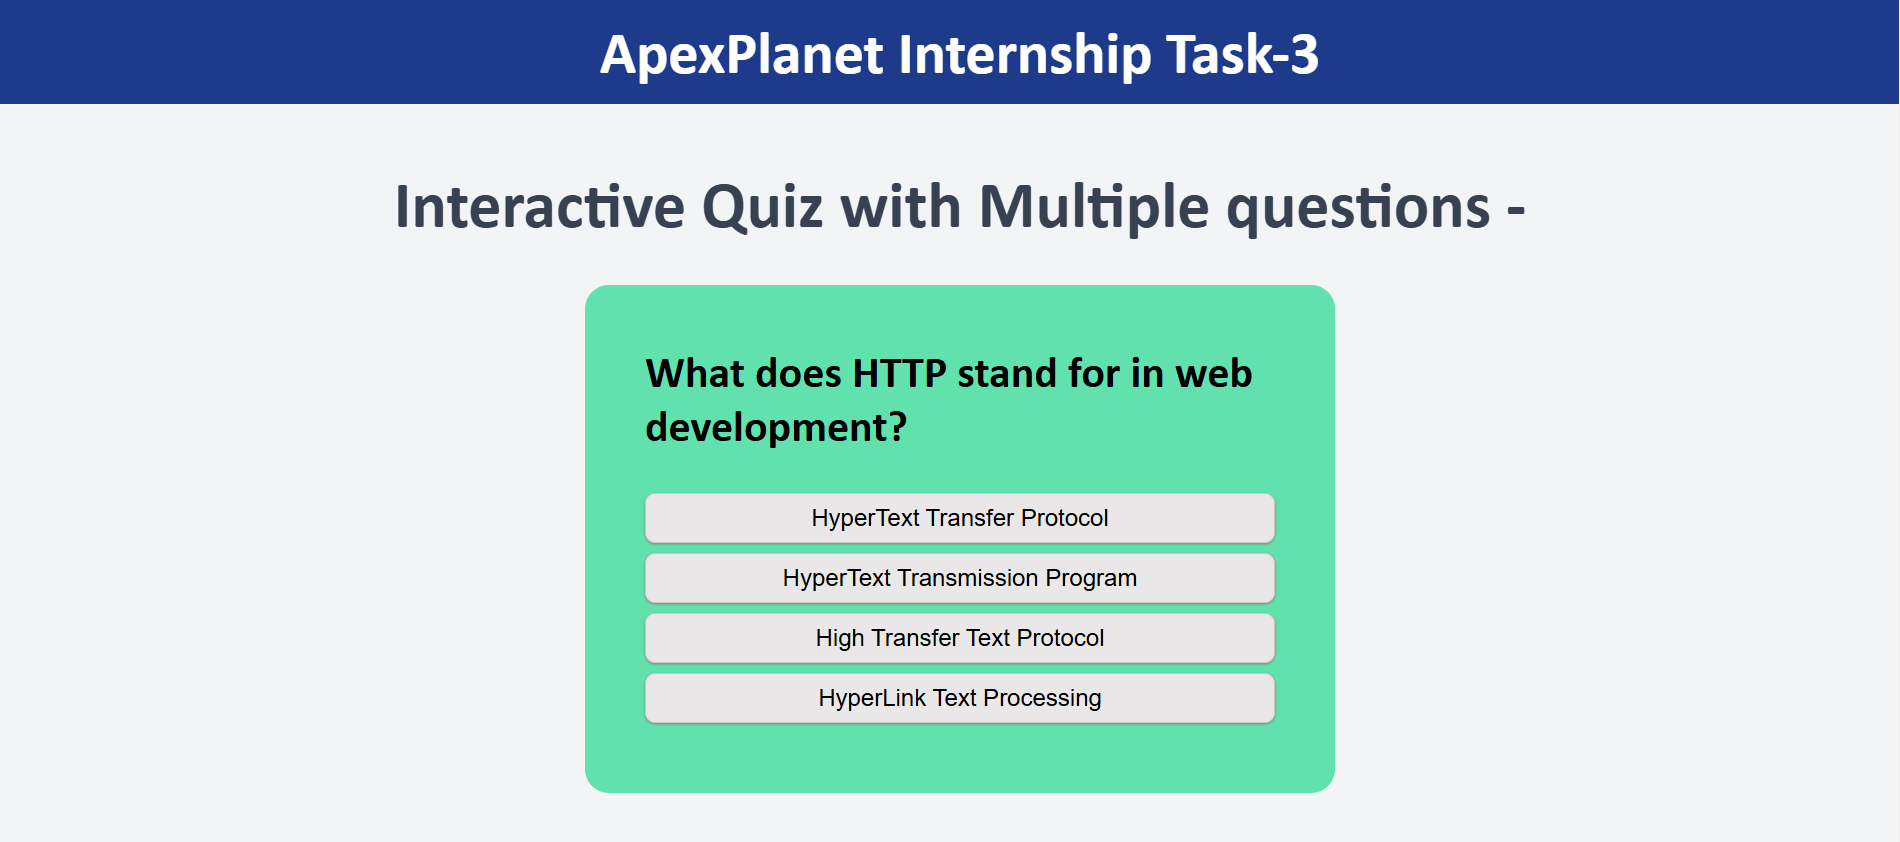 ApexPlanet Internship Task-3
Interactive Quiz with Multiple questions -
What does HTTP stand for in web
development?
HyperText Transfer Protocol
HyperText Transmission Program
High Transfer Text Protocol
HyperLink Text Processing